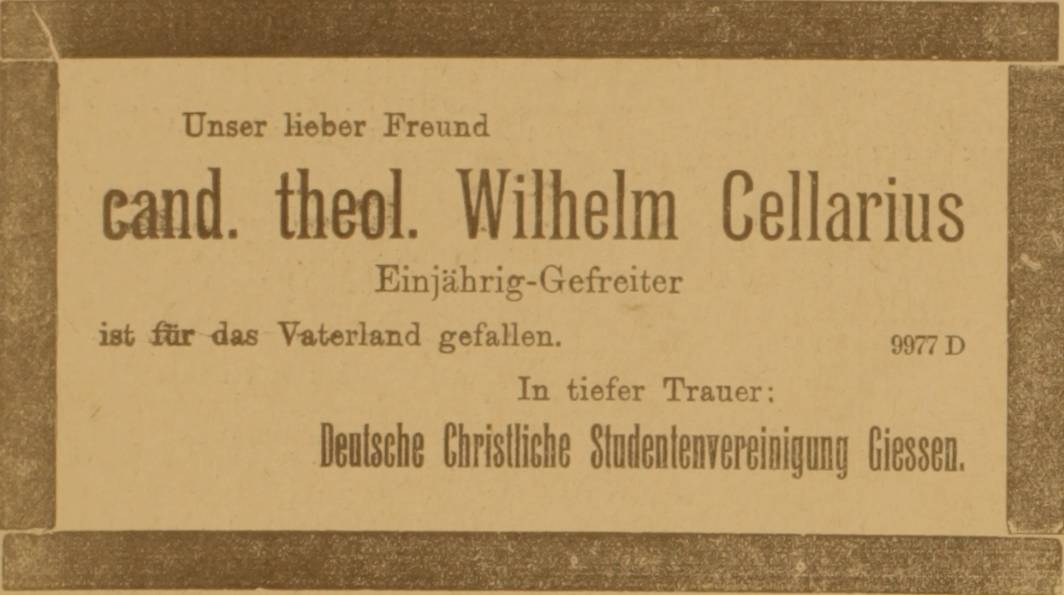 Unser lieber Freund
cand. theol. Wilhelm Cellarius
Einjährig-Gefreiter
ist für das Vaterland gefallen. 9977 D
In tiefer Trauer:
Deutsche Christliche Studentenvereinigung Giessen.